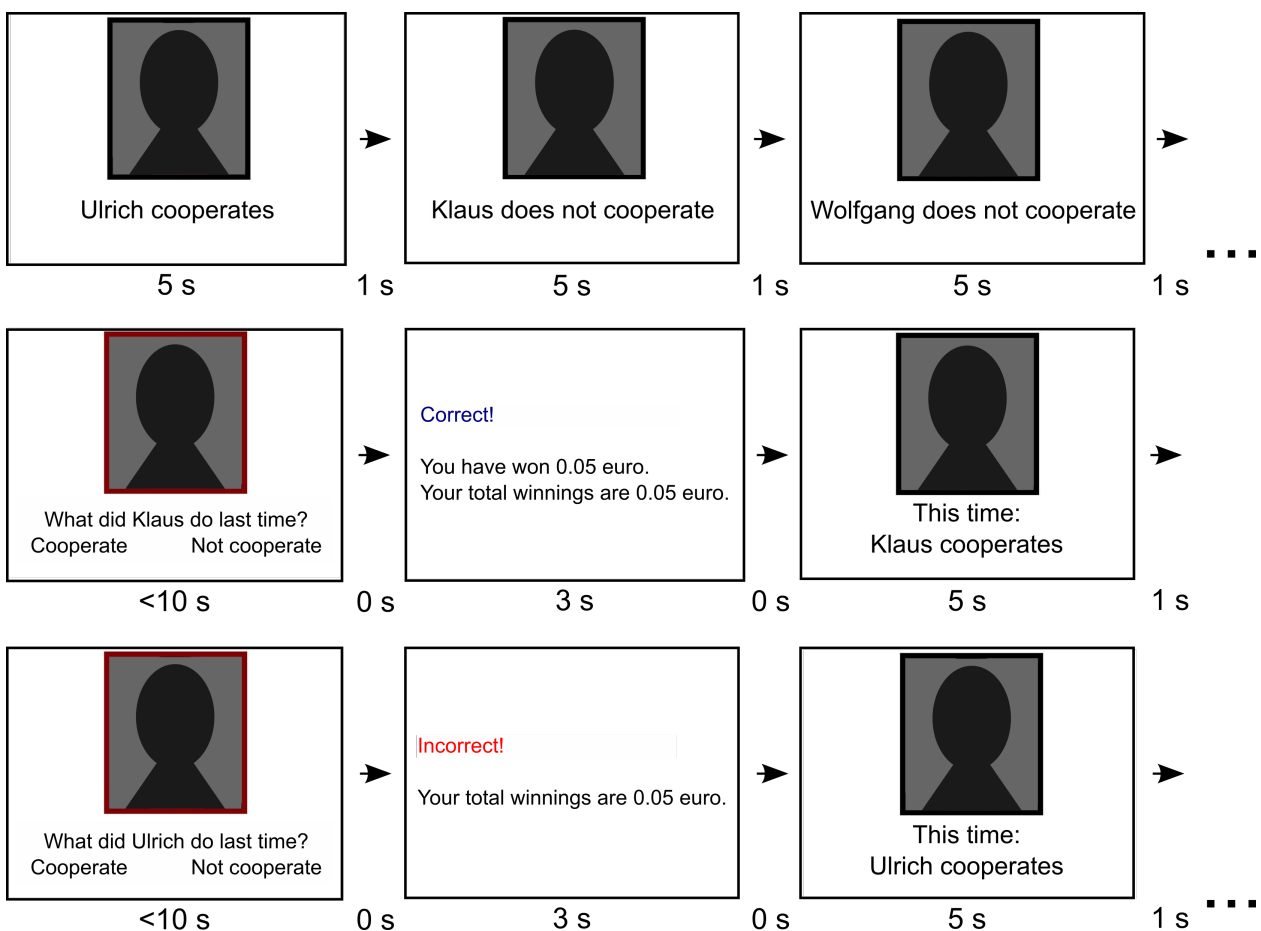 Ulrich cooperates
Klaus does not cooperate
Wolfgang does not cooperate
...
5 s
1 s
5 s
1 s
5 s
1 s
What did Klaus do last time?
Cooperate Not cooperate
Correct!
You have won 0.05 euro.
Your total winnings are 0.05 euro.
This time:
Klaus cooperates
<10 s
0 s
3 s
0 s
5 s
1 s
What did Ulrich do last time?
Cooperate Not cooperate
Incorrect!
Your total winnings are 0.05 euro.
This time:
Ulrich cooperates
...
<10 s
0 s
3 s
0 s
5 s
1 s